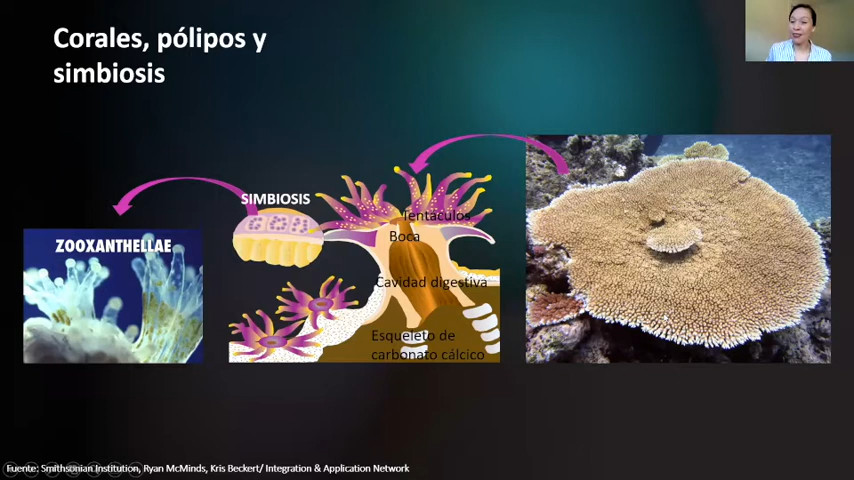 Corales, pólipos y
simbiosis
SIMBIOSIS
Tentáculos
Boca
ZOOXANTHELLAE
Cavidad digestiva
Esqueleto de
carbonato cálcico
Fuente: Smithsonian Institution, Ryan McMinds, Kris Beckert/ Integration & Application Network